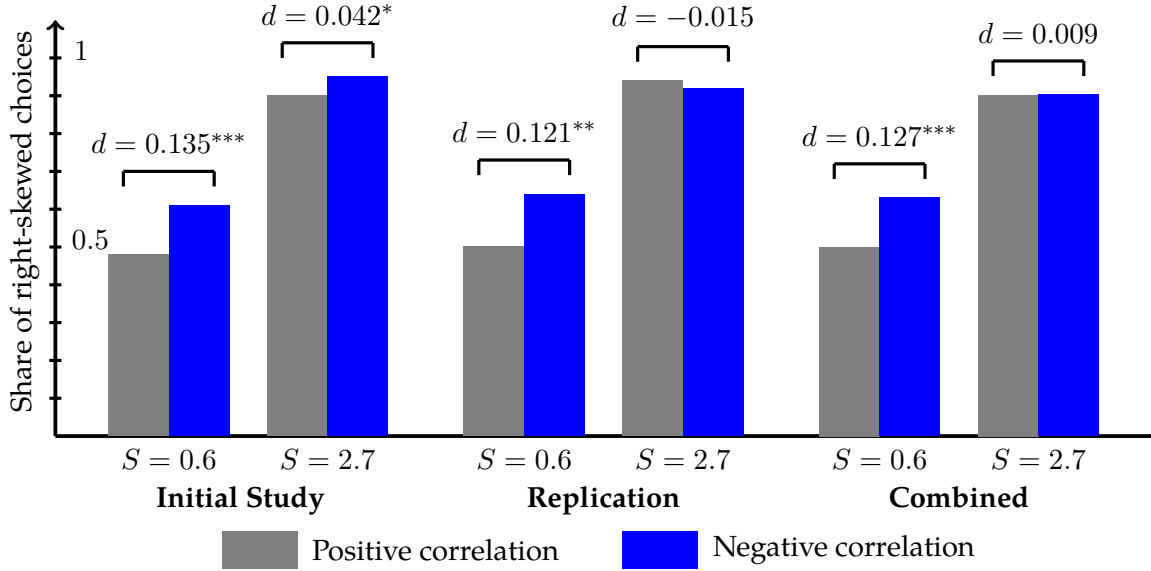 Share of right-skewed choices
1
0.5
d = 0.135***
d = 0.042*
d = 0.121**
d = −0.015
d = 0.127***
d = 0.009
S = 0.6
S = 2.7
S = 0.6
S = 2.7
S = 0.6
S = 2.7
Initial Study
Replication
Combined
Positive correlation
Negative correlation